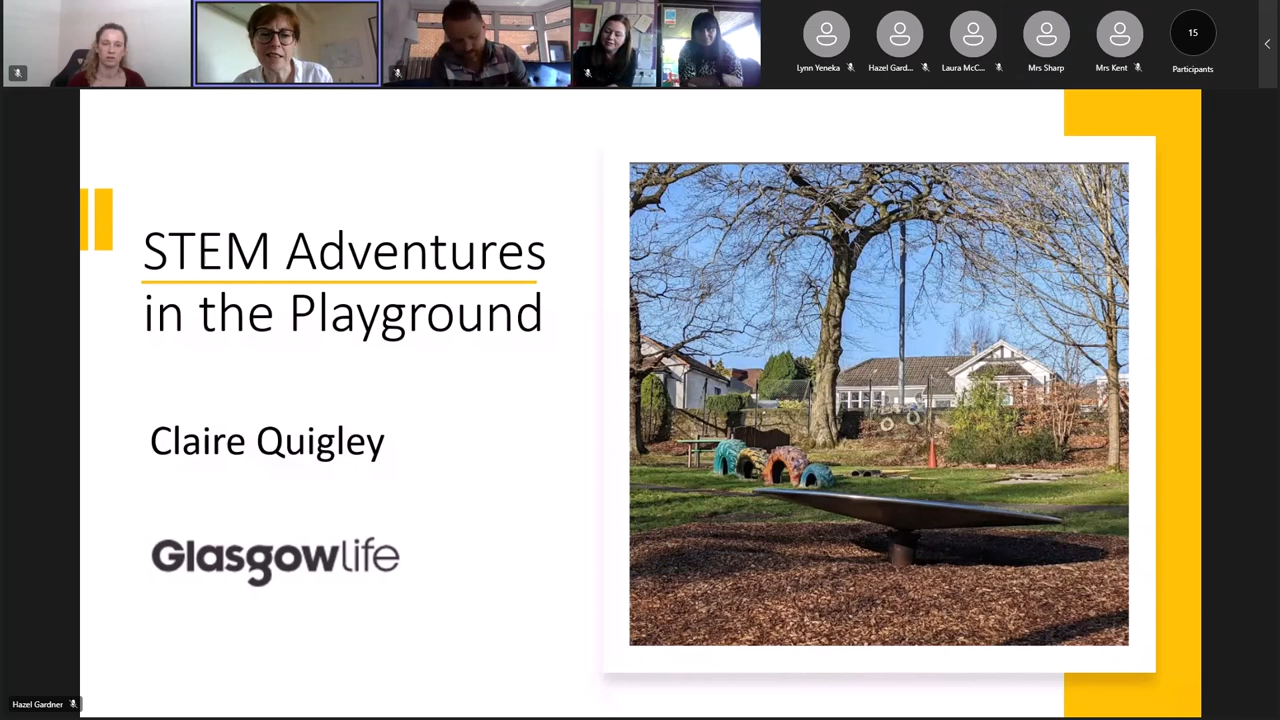 Lynn Yeneka
Hazel Gard...
Laura McC...
Mrs Sharp
Mrs Kent
15
Participants
STEM Adventures
in the Playground
Claire Quigley
Glasgowlife
Hazel Gardner